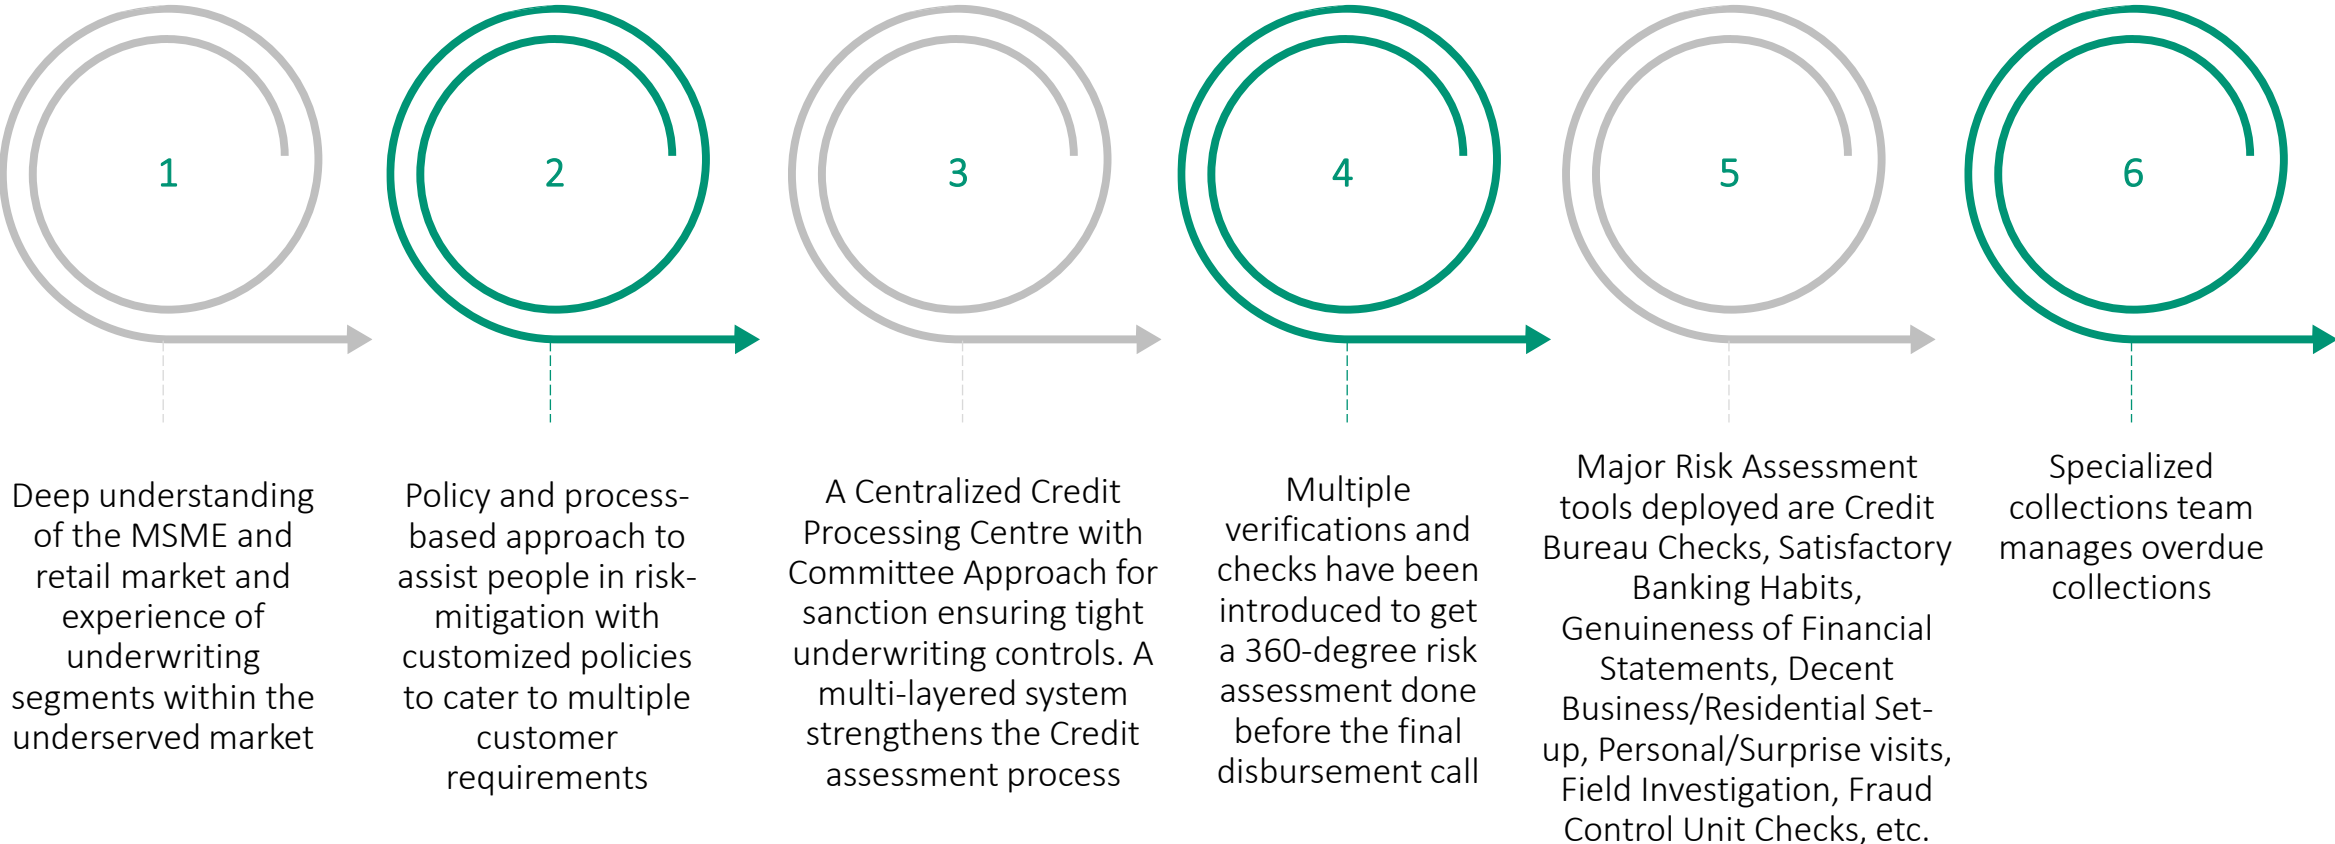 1
Deep understanding
of the MSME and
retail market and
experience of
underwriting
segments within the
underserved market
2
Policy and process-
based approach to
assist people in risk-
mitigation with
customized policies
to cater to multiple
customer
requirements
3
A Centralized Credit
Processing Centre with
Committee Approach for
sanction ensuring tight
underwriting controls. A
multi-layered system
strengthens the Credit
assessment process
4
Multiple
verifications and
checks have been
introduced to get
a 360-degree risk
assessment done
before the final
disbursement call
5
Major Risk Assessment
tools deployed are Credit
Bureau Checks, Satisfactory
Banking Habits,
Genuineness of Financial
Statements, Decent
Business/Residential Set-
up, Personal/Surprise visits,
Field Investigation, Fraud
Control Unit Checks, etc.
6
Specialized
collections team
manages overdue
collections